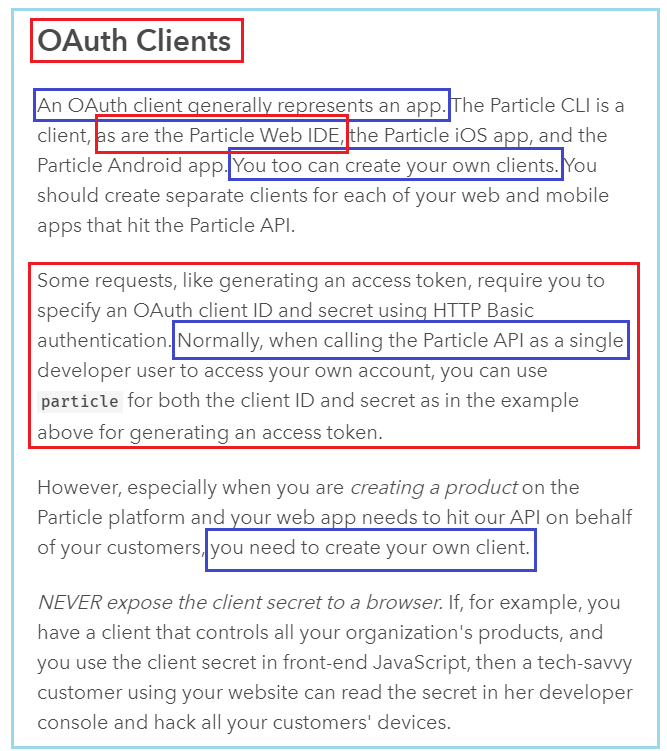 OAuth Clients
An OAuth client generally represents an app. The Particle CLI is a
client, as are the Particle Web IDE, the Particle iOS app, and the
Particle Android app. You too can create your own clients. You
should create separate clients for each of your web and mobile
apps that hit the Particle API.
Some requests, like generating an access token, require you to
specify an OAuth client ID and secret using HTTP Basic
authentication. Normally, when calling the Particle API as a single
developer user to access your own account, you can use
particle for both the client ID and secret as in the example
above for generating an access token.
However, especially when you are creating a product on the
Particle platform and your web app needs to hit our API on behalf
of your customers, you need to create your own client.
NEVER expose the client secret to a browser. If, for example, you
have a client that controls all your organization's products, and
you use the client secret in front-end JavaScript, then a tech-savvy
customer using your website can read the secret in her developer
console and hack all your customers' devices.